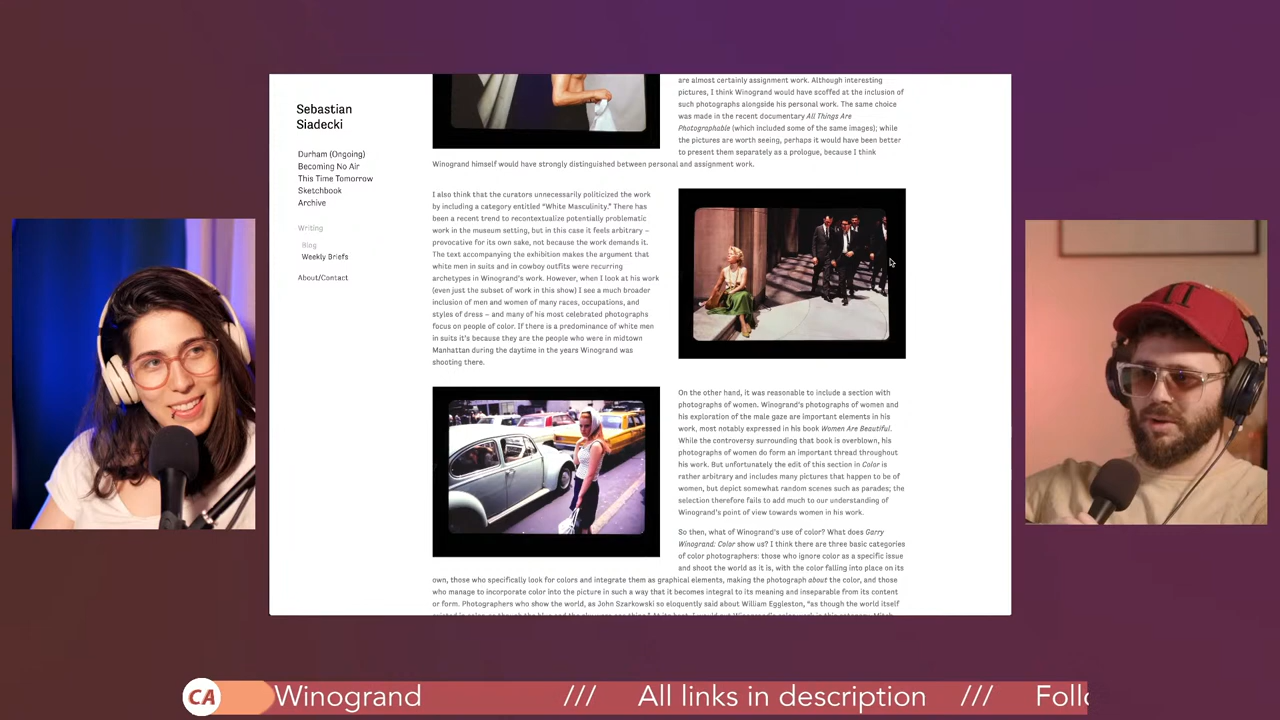 Sebastian
Siadecki
Durham (Ongoing)
Becoming No Air
This Time Tomorrow
Sketchbook
Archive
Writing
Blog
Weekly Briefs
About/Contact
are almost certainly assignment work. Although interesting
pictures, I think Winogrand would have scoffed at the inclusion of
such photographs alongside his personal work. The same choice
was made in the recent documentary All Things Are
Photographable (which included some of the same images); while
the pictures are worth seeing, perhaps it would have been better
to present them separately as a prologue, because I think
Winogrand himself would have strongly distinguished between personal and assignment work.
I also think that the curators unnecessarily politicized the work
by including a category entitled "White Masculinity." There has
been a recent trend to recontextualize potentially problematic
work in the museum setting, but in this case it feels arbitrary –
provocative for its own sake, not because the work demands it.
The text accompanying the exhibition makes the argument that
white men in suits and in cowboy outfits were recurring
archetypes in Winogrand's work. However, when I look at his work
(even just the subset of work in this show) I see a much broader
inclusion of men and women of many races, occupations, and
styles of dress – and many of his most celebrated photographs
focus on people of color. If there is a predominance of white men
in suits it's because they are the people who were in midtown
Manhattan during the daytime in the years Winogrand was
shooting there.
On the other hand, it was reasonable to include a section with
photographs of women. Winogrand's photographs of women and
his exploration of the male gaze are important elements in his
work, most notably expressed in his book Women Are Beautiful.
While the controversy surrounding that book is overblown, his
photographs of women do form an important thread throughout
his work. But unfortunately the edit of this section in Color is
rather arbitrary and includes many pictures that happen to be of
women, but depict somewhat random scenes such as parades; the
selection therefore fails to add much to our understanding of
Winogrand's point of view towards women in his work.
So then, what of Winogrand's use of color? What does Garry
Winogrand: Color show us? I think there are three basic categories
of color photographers: those who ignore color as a specific issue
and shoot the world as it is, with the color falling into place on its
own, those who specifically look for colors and integrate them as graphical elements, making the photograph about the color, and those
who manage to incorporate color into the picture in such a way that it becomes integral to its meaning and inseparable from its content
or form. Photographers who show the world, as John Szarkowski so eloquently said about William Eggleston, "as though the world itself
CA Winogrand /// All links in description /// Foll